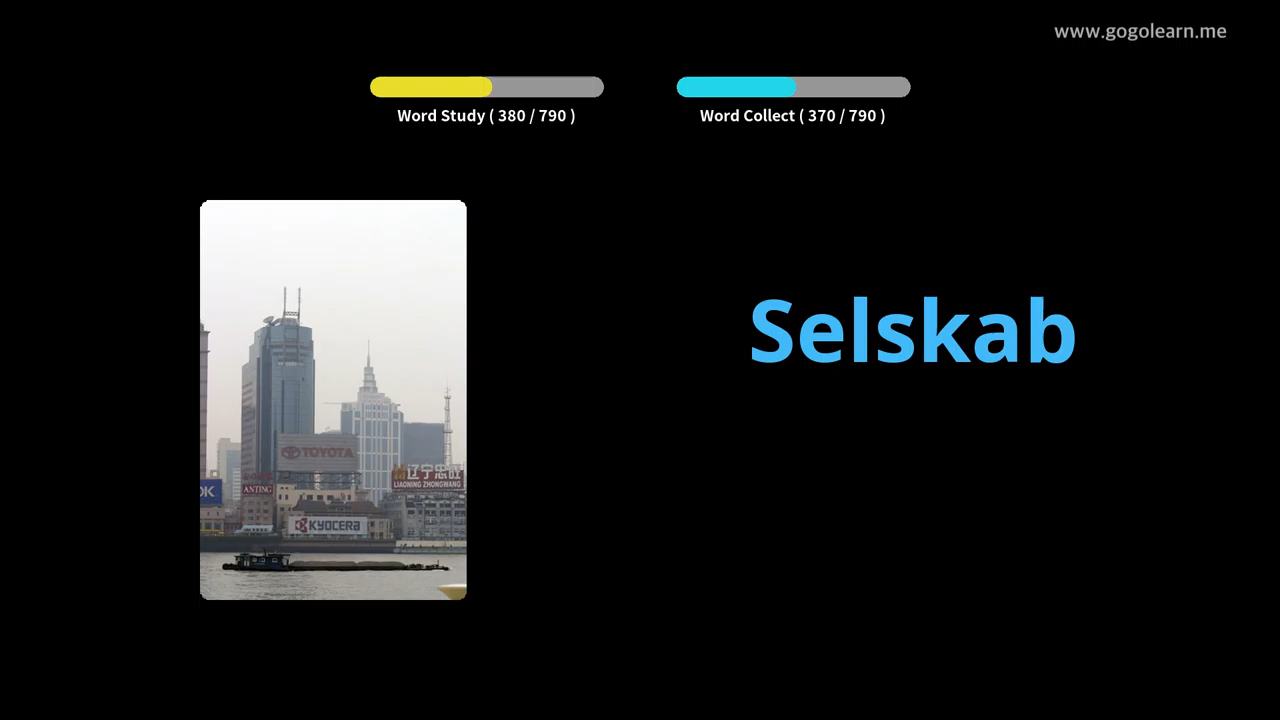 www.gogolearn.me
Word Study ( 380 / 790 )
Word Collect ( 370 / 790 )
Selskab
TOYOTA
辽宁忠旺
LIAONING ZHONGWANG
OK
ANTING
KYOCERA